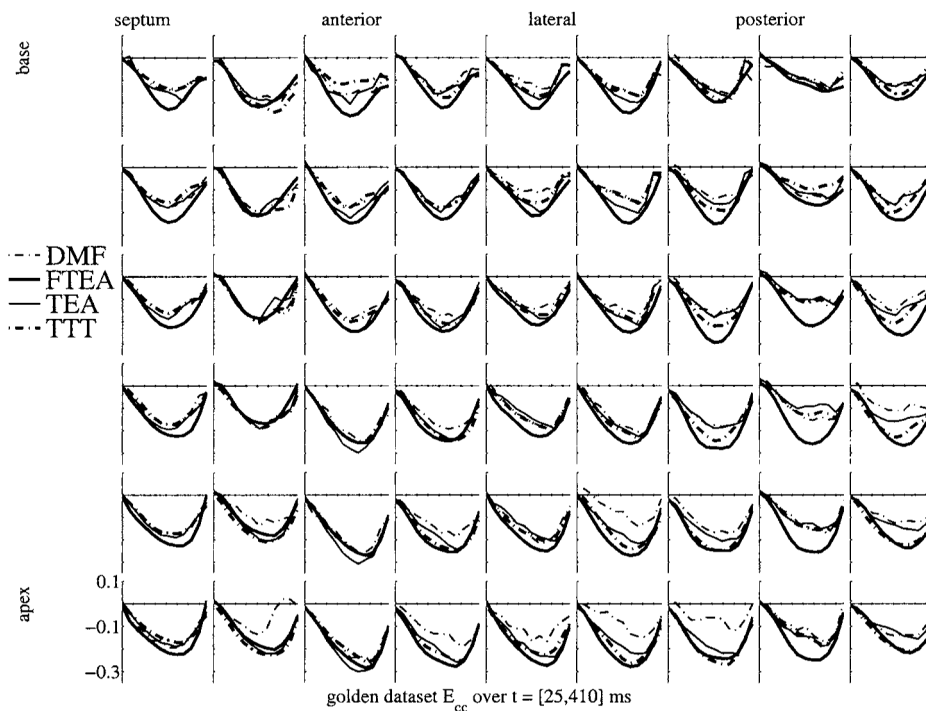 septum anterior lateral posterior
base
DMF
FTEA
TEA
TTT
apex
0.1
−0.1
−0.3
golden dataset E_cc over t = [25,410] ms